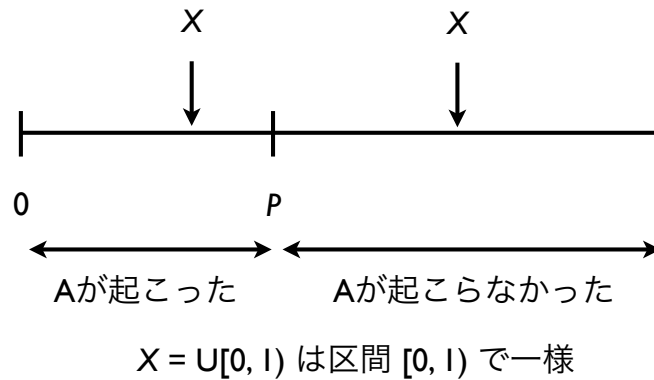 X X
0 P
Aが起こった Aが起こらなかった
X = U[0, 1) は区間 [0, 1) で一様